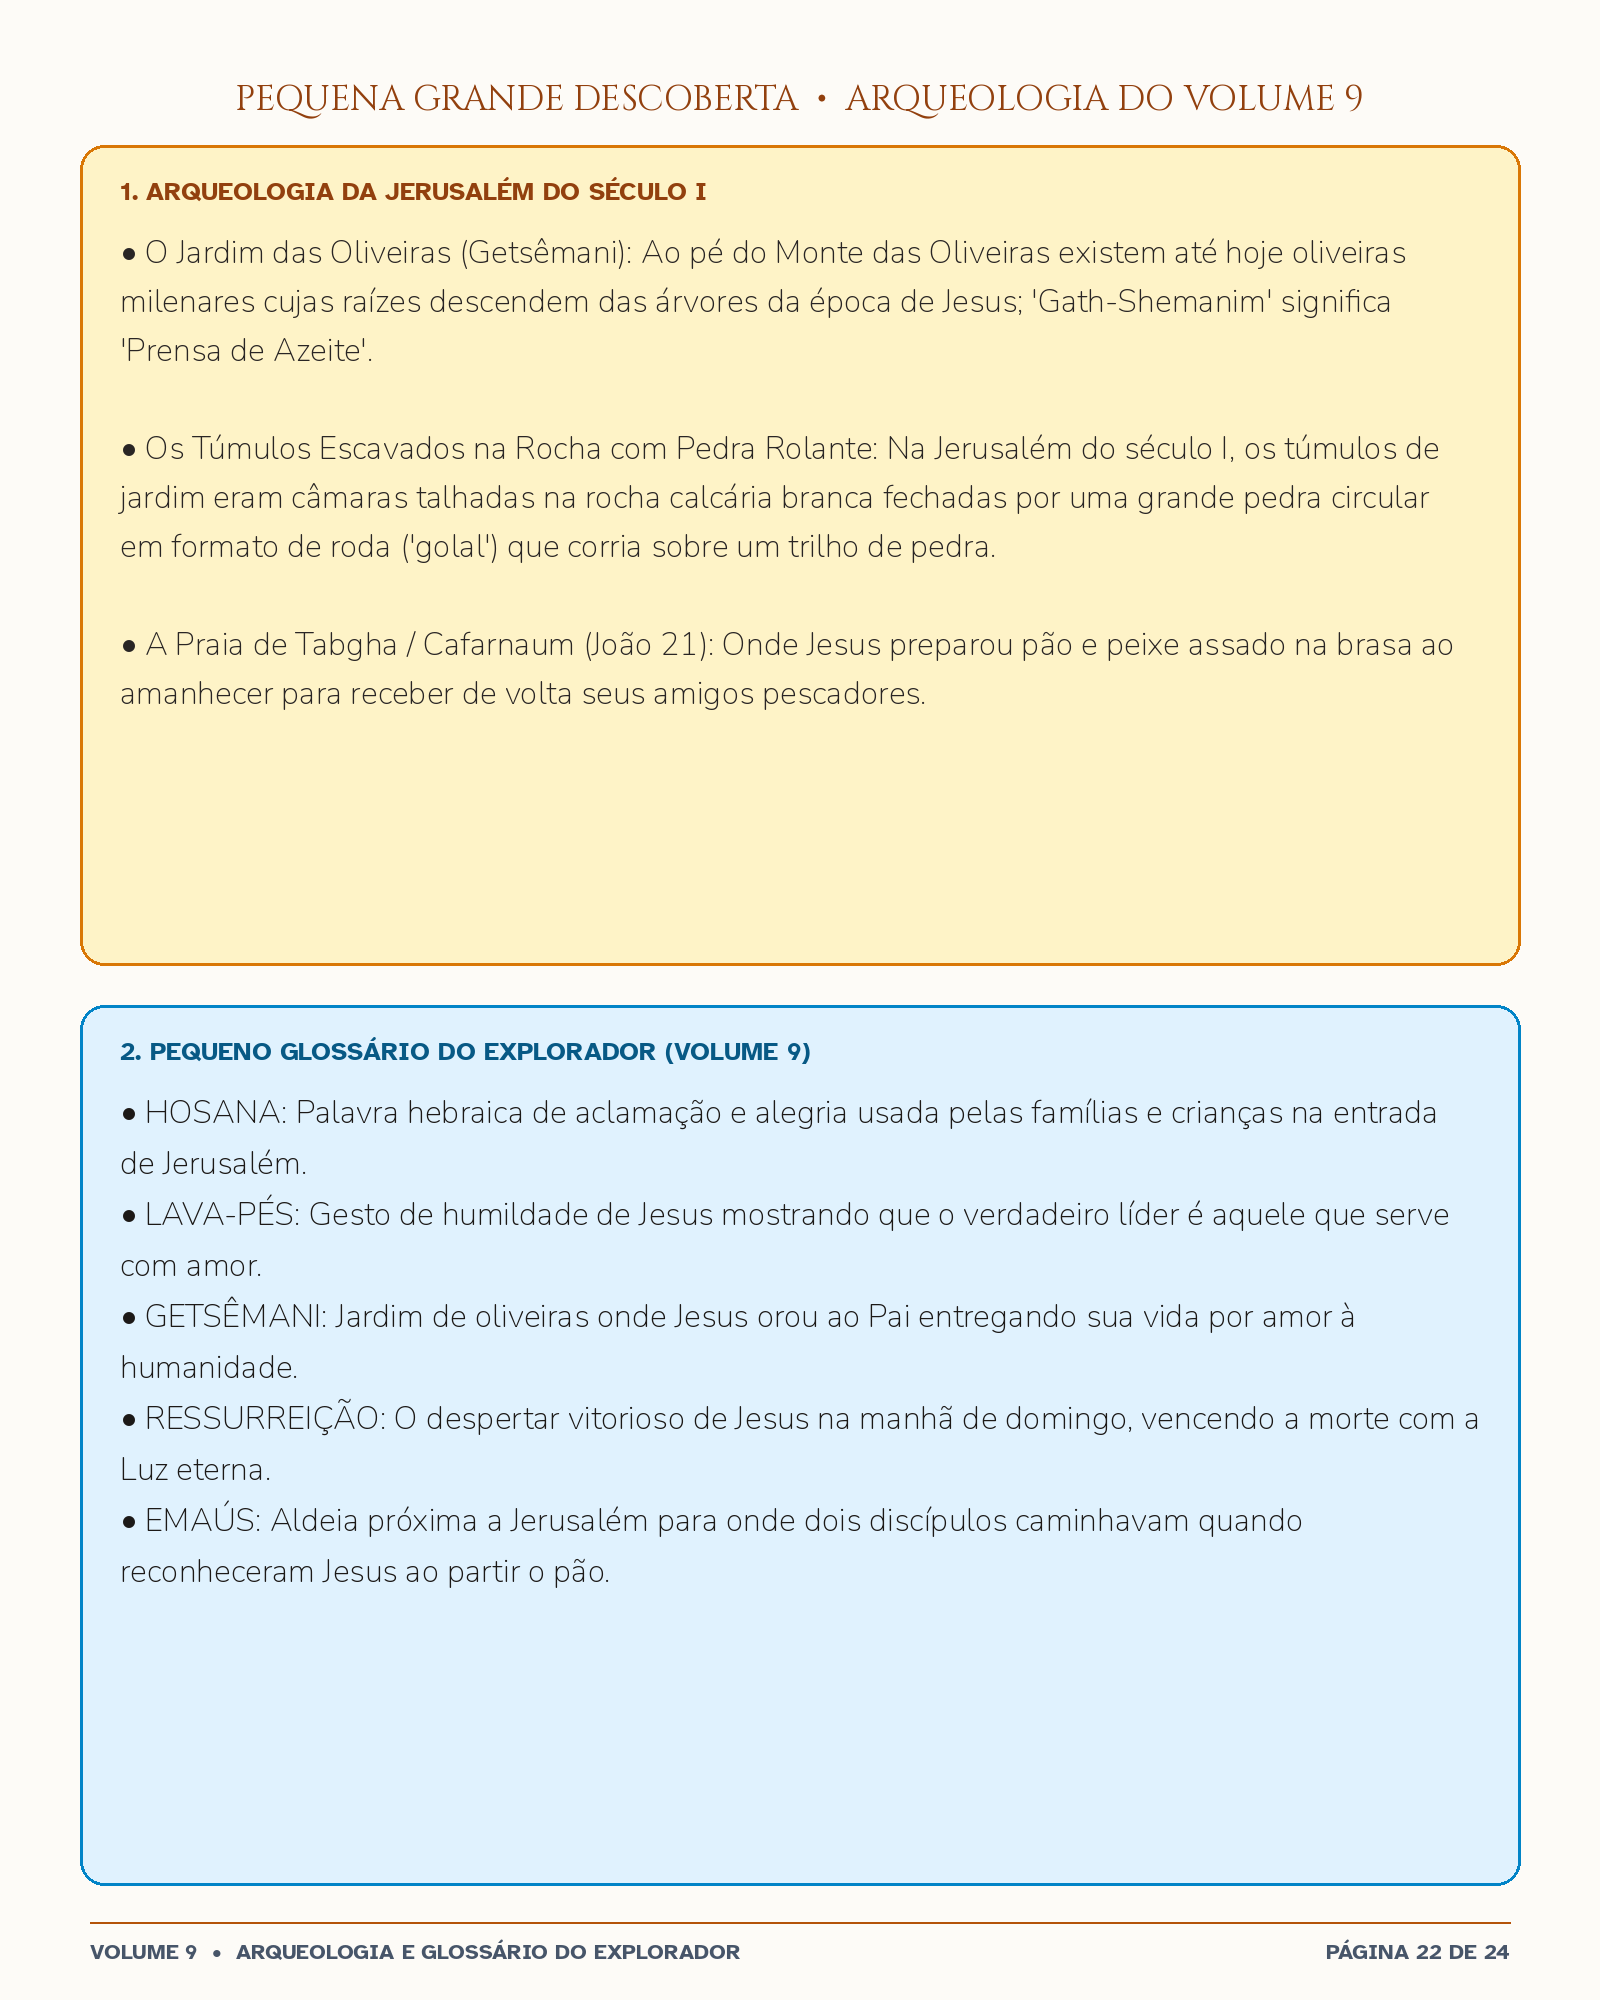 PEQUENA GRANDE DESCOBERTA • ARQUEOLOGIA DO VOLUME 9
1. ARQUEOLOGIA DA JERUSALÉM DO SÉCULO I
• O Jardim das Oliveiras (Getsêmani): Ao pé do Monte das Oliveiras existem até hoje oliveiras
milenares cujas raízes descendem das árvores da época de Jesus; 'Gath-Shemanim' significa
'Prensa de Azeite'.
• Os Túmulos Escavados na Rocha com Pedra Rolante: Na Jerusalém do século I, os túmulos de
jardim eram câmaras talhadas na rocha calcária branca fechadas por uma grande pedra circular
em formato de roda ('golal') que corria sobre um trilho de pedra.
• A Praia de Tabgha / Cafarnaum (João 21): Onde Jesus preparou pão e peixe assado na brasa ao
amanhecer para receber de volta seus amigos pescadores.
2. PEQUENO GLOSSÁRIO DO EXPLORADOR (VOLUME 9)
• HOSANA: Palavra hebraica de aclamação e alegria usada pelas famílias e crianças na entrada
de Jerusalém.
• LAVA-PÉS: Gesto de humildade de Jesus mostrando que o verdadeiro líder é aquele que serve
com amor.
• GETSÊMANI: Jardim de oliveiras onde Jesus orou ao Pai entregando sua vida por amor à
humanidade.
• RESSURREIÇÃO: O despertar vitorioso de Jesus na manhã de domingo, vencendo a morte com a
Luz eterna.
• EMAÚS: Aldeia próxima a Jerusalém para onde dois discípulos caminhavam quando
reconheceram Jesus ao partir o pão.
VOLUME 9 • ARQUEOLOGIA E GLOSSÁRIO DO EXPLORADOR
PÁGINA 22 DE 24